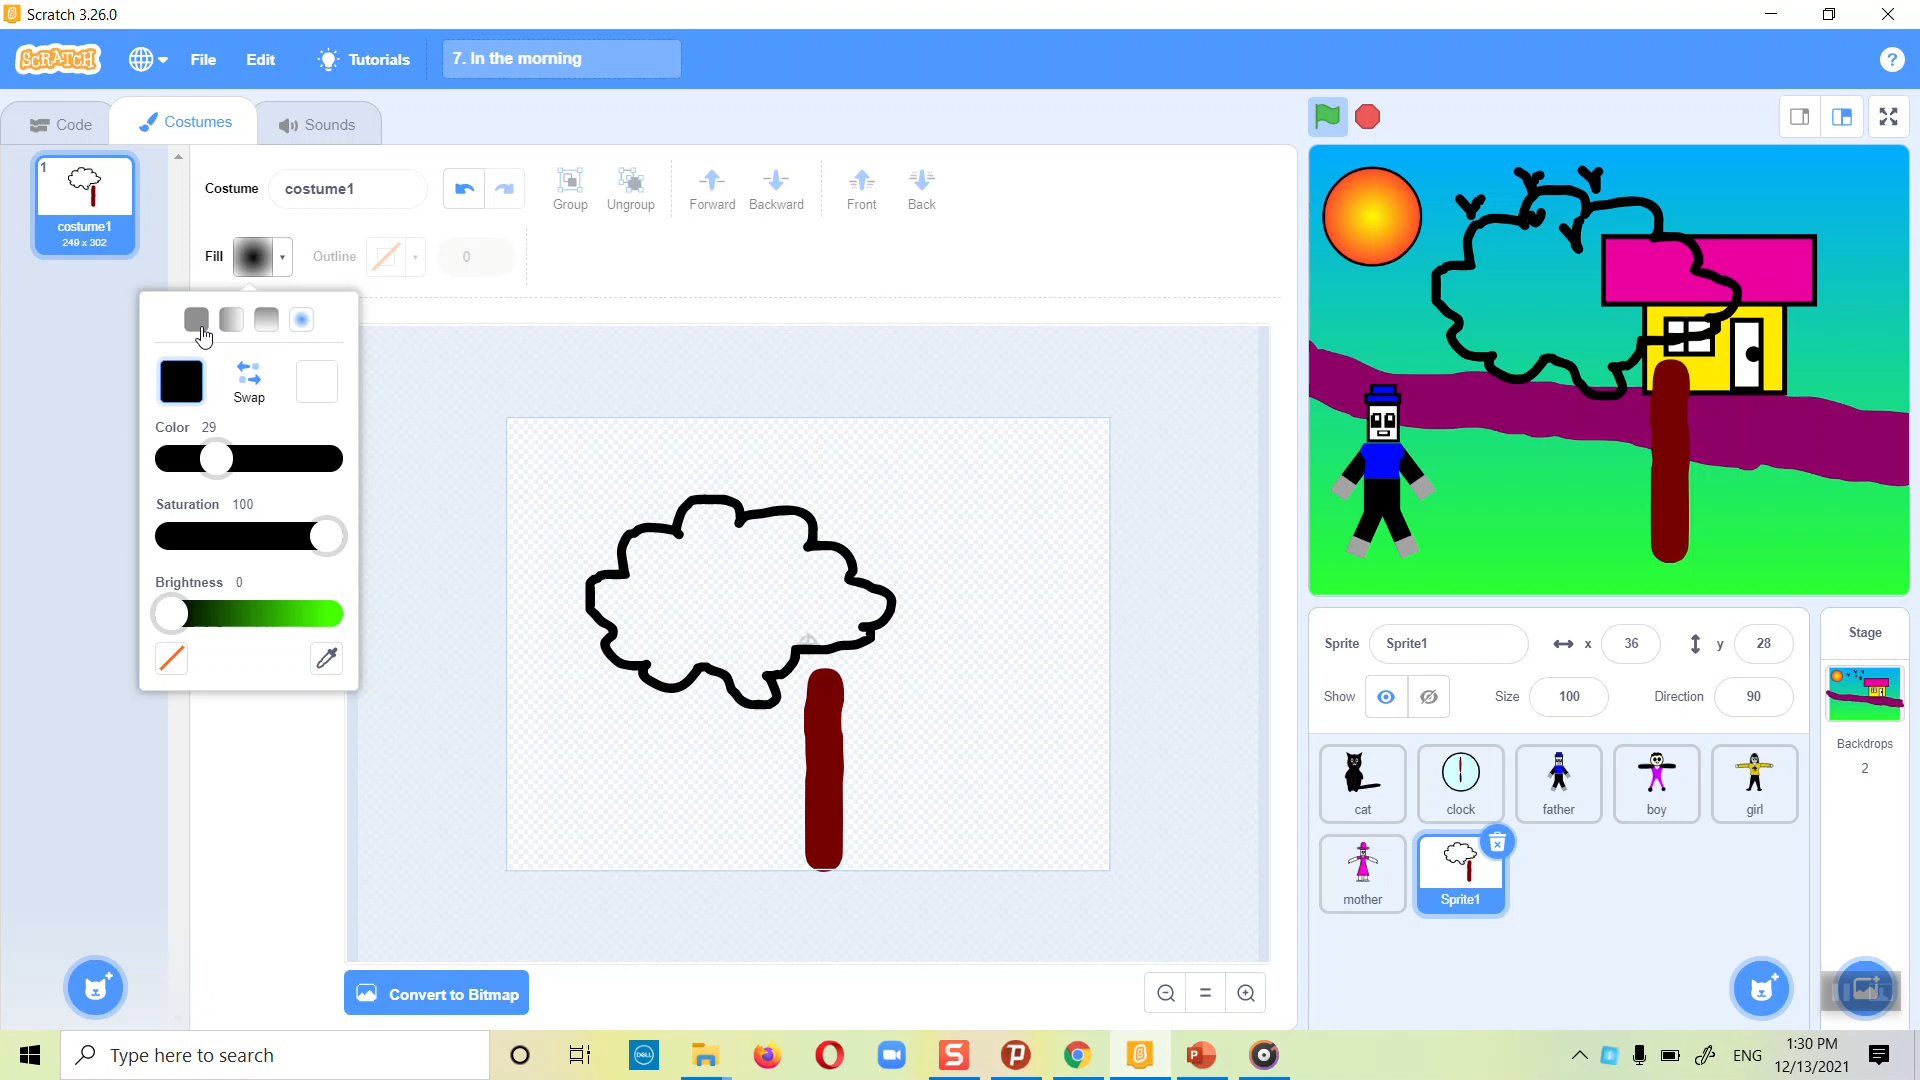 Scratch 3.26.0
SCRATCH
File
Edit
Tutorials
7. In the morning
?
Code
Costumes
Sounds
1
costume1
249 x 302
Costume
costume1
Group
Ungroup
Forward
Backward
Front
Back
Fill
Outline
0
Swap
Color 29
Saturation 100
Brightness 0
Convert to Bitmap
Sprite
Sprite1
x
36
y
28
Show
Size
100
Direction
90
Stage
Backdrops
2
cat
clock
father
boy
girl
mother
Sprite1
Type here to search
DELL
ENG
1:30 PM
12/13/2021